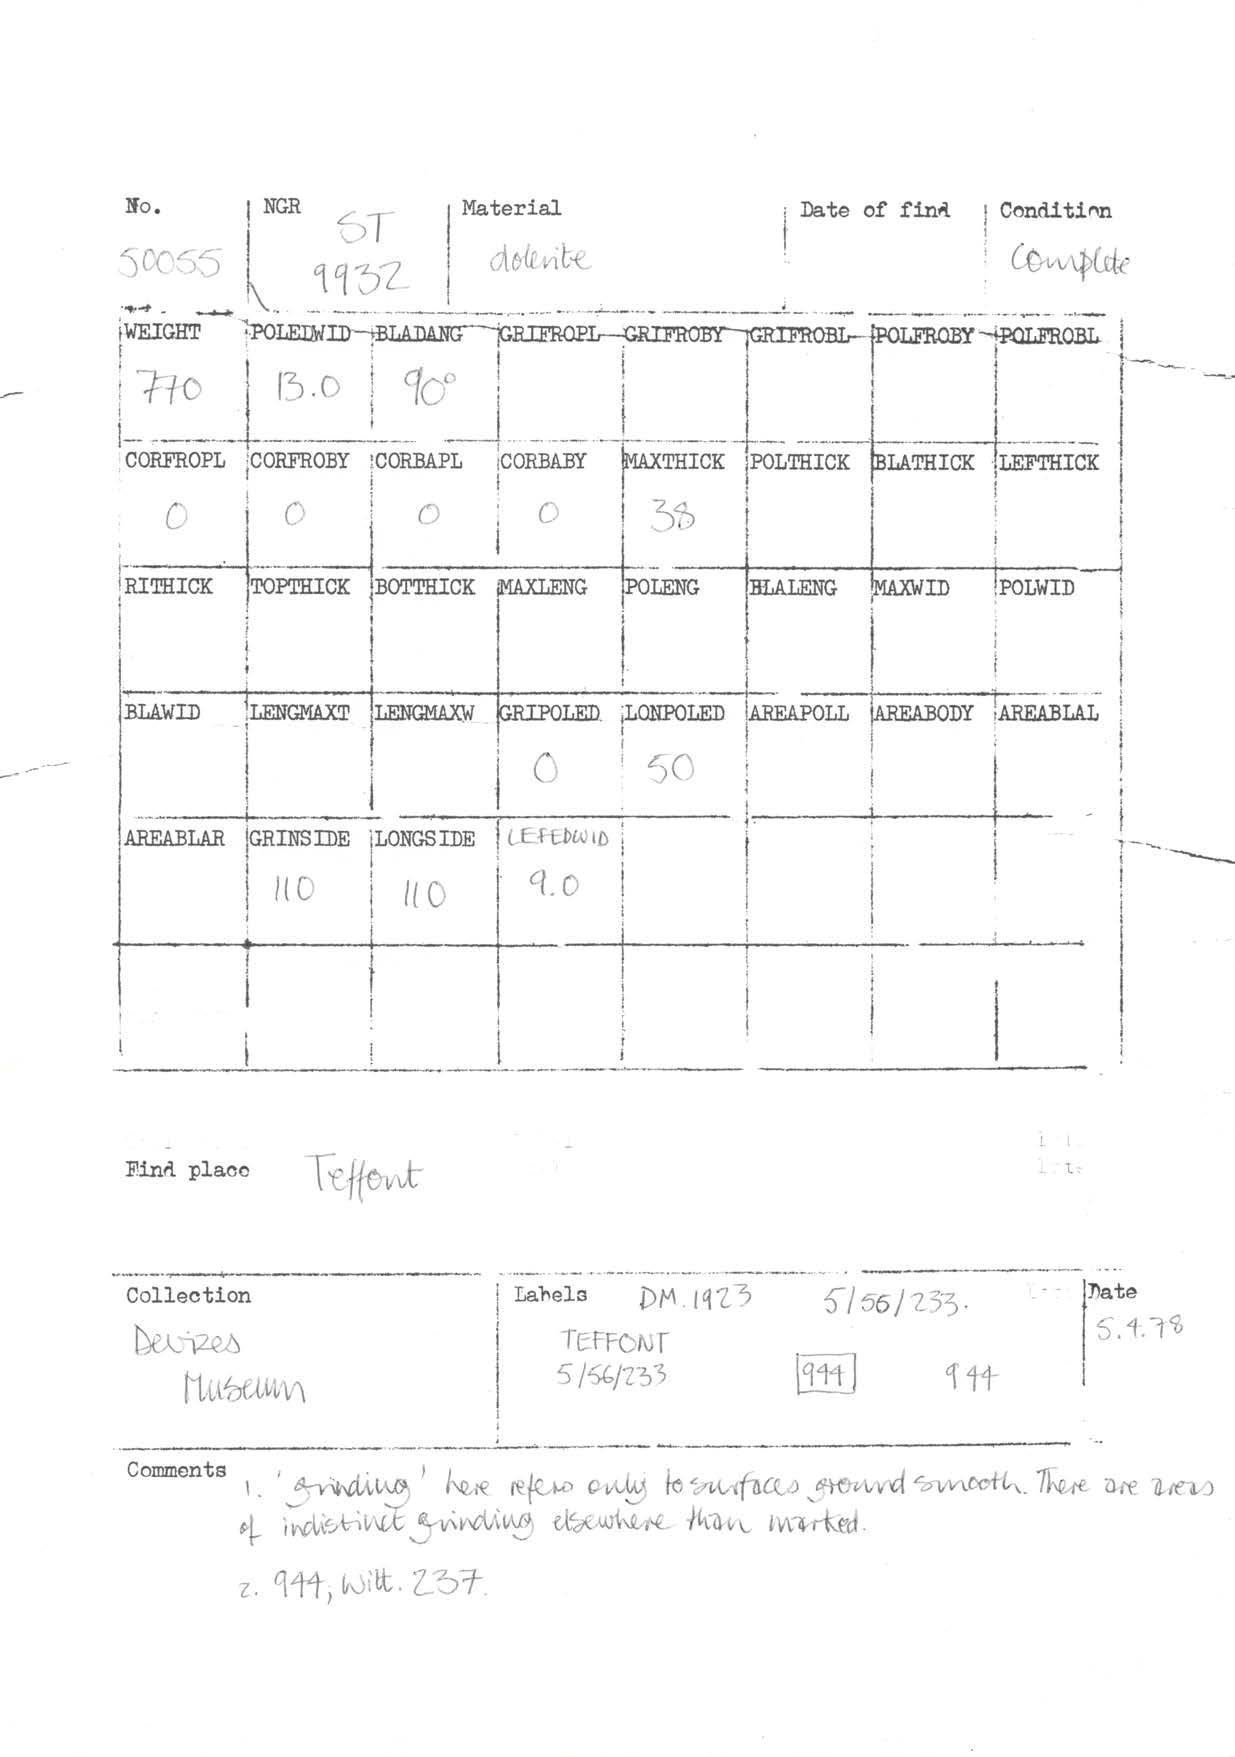 No. NGR Material Date of find Condition
50055 ST 9932 dolerite complete
WEIGHT POLEDWID BLADANG GRIFROPL GRIFROBY GRIFROBL POLFROBY POLFROBL
770 13.0 90°
CORFROPL CORFROBY CORBAPL CORBABY MAXTHICK POLTHICK BLATHICK LEFTHICK
0 0 0 0 38
RITHICK TOPTHICK BOTTHICK MAXLENG POLENG BLALENG MAXWID POLWID
BLAWID LENGMAXT LENGMAXW GRIPOLED LONPOLED AREAPOLL AREABODY AREABLAL
0 50
AREABLAR GRINSIDE LONGSIDE LEFEDWID
110 110 9.0
Find place Teffont
Collection Labels DM.1923 5/56/233. Date
Devizes TEFFONT 5.4.78
Museum 5/56/233 944 944
Comments 1. 'grinding' here refers only to surfaces ground smooth. There are areas
of indistinct grinding elsewhere than marked.
2. 944, Wilt. 237.